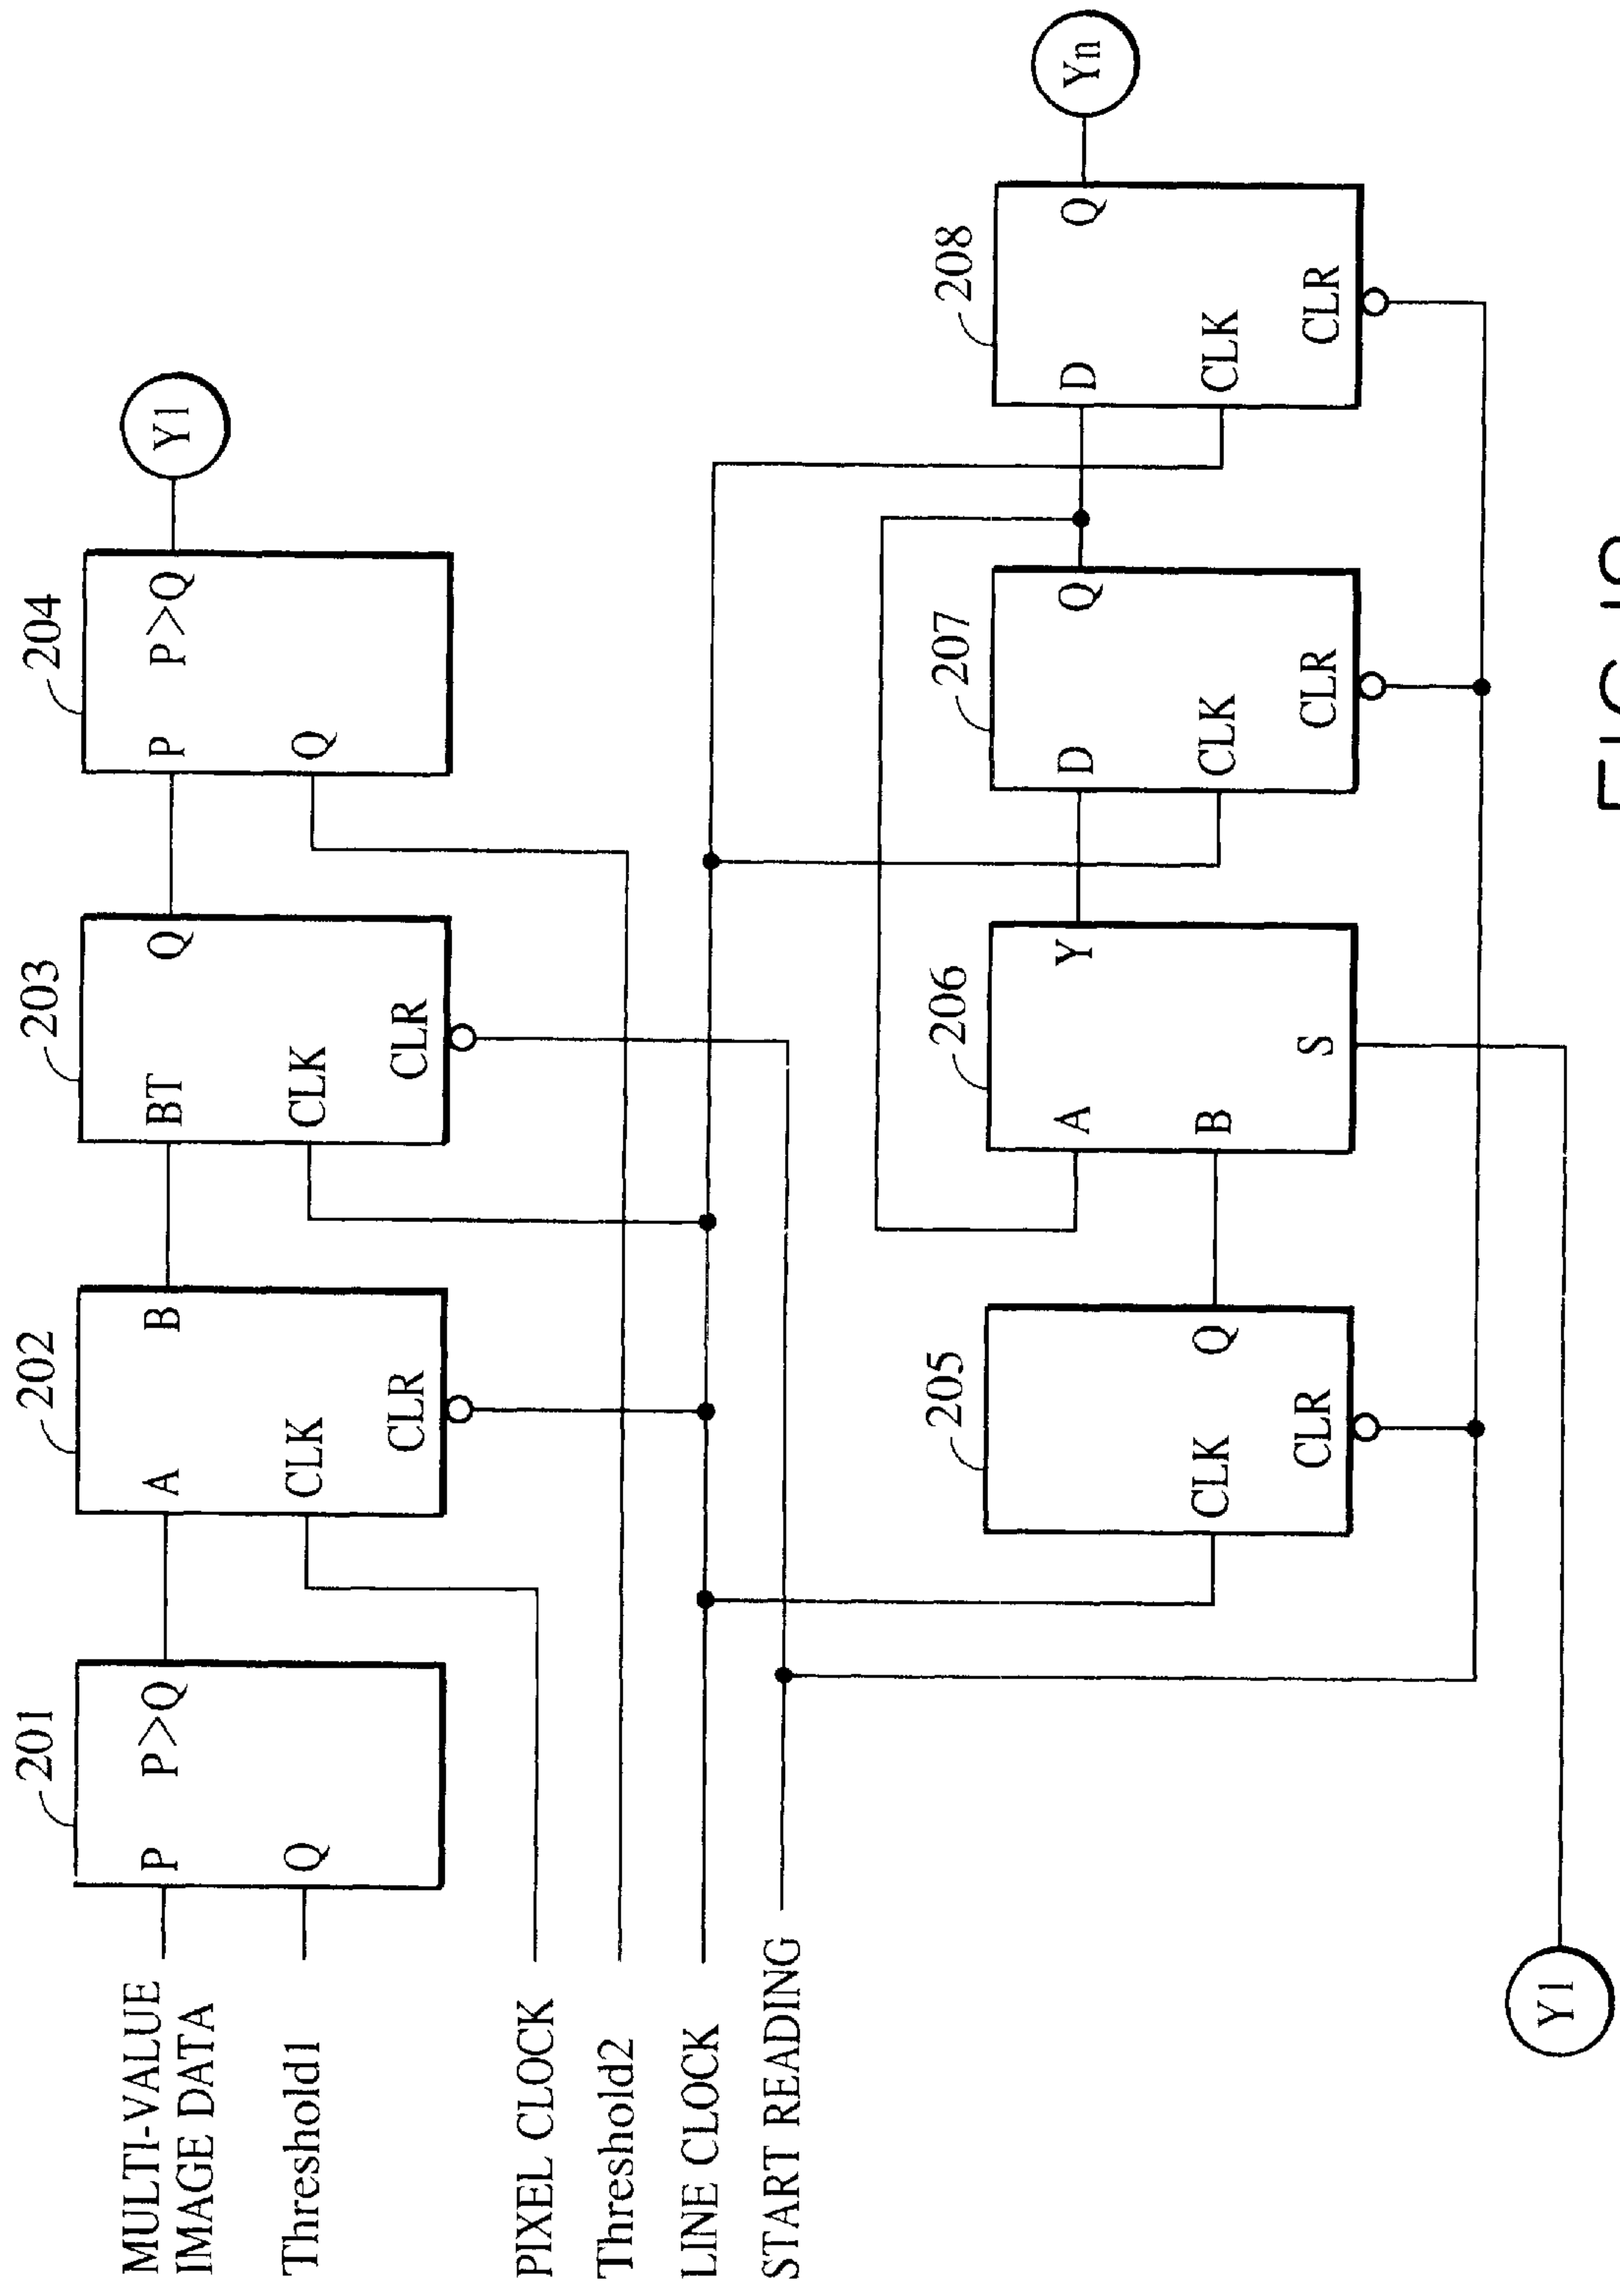 201
P P>Q
Q
202
A B
CLK
CLR
203
BT Q
CLK
CLR
204
P P>Q
Q
Y1
MULTI-VALUE
IMAGE DATA
Threshold1
PIXEL CLOCK
Threshold2
LINE CLOCK
START READING
205
CLK Q
CLR
206
A Y
B
S
207
D Q
CLK
CLR
208
D Q
CLK
CLR
Yn
Y1